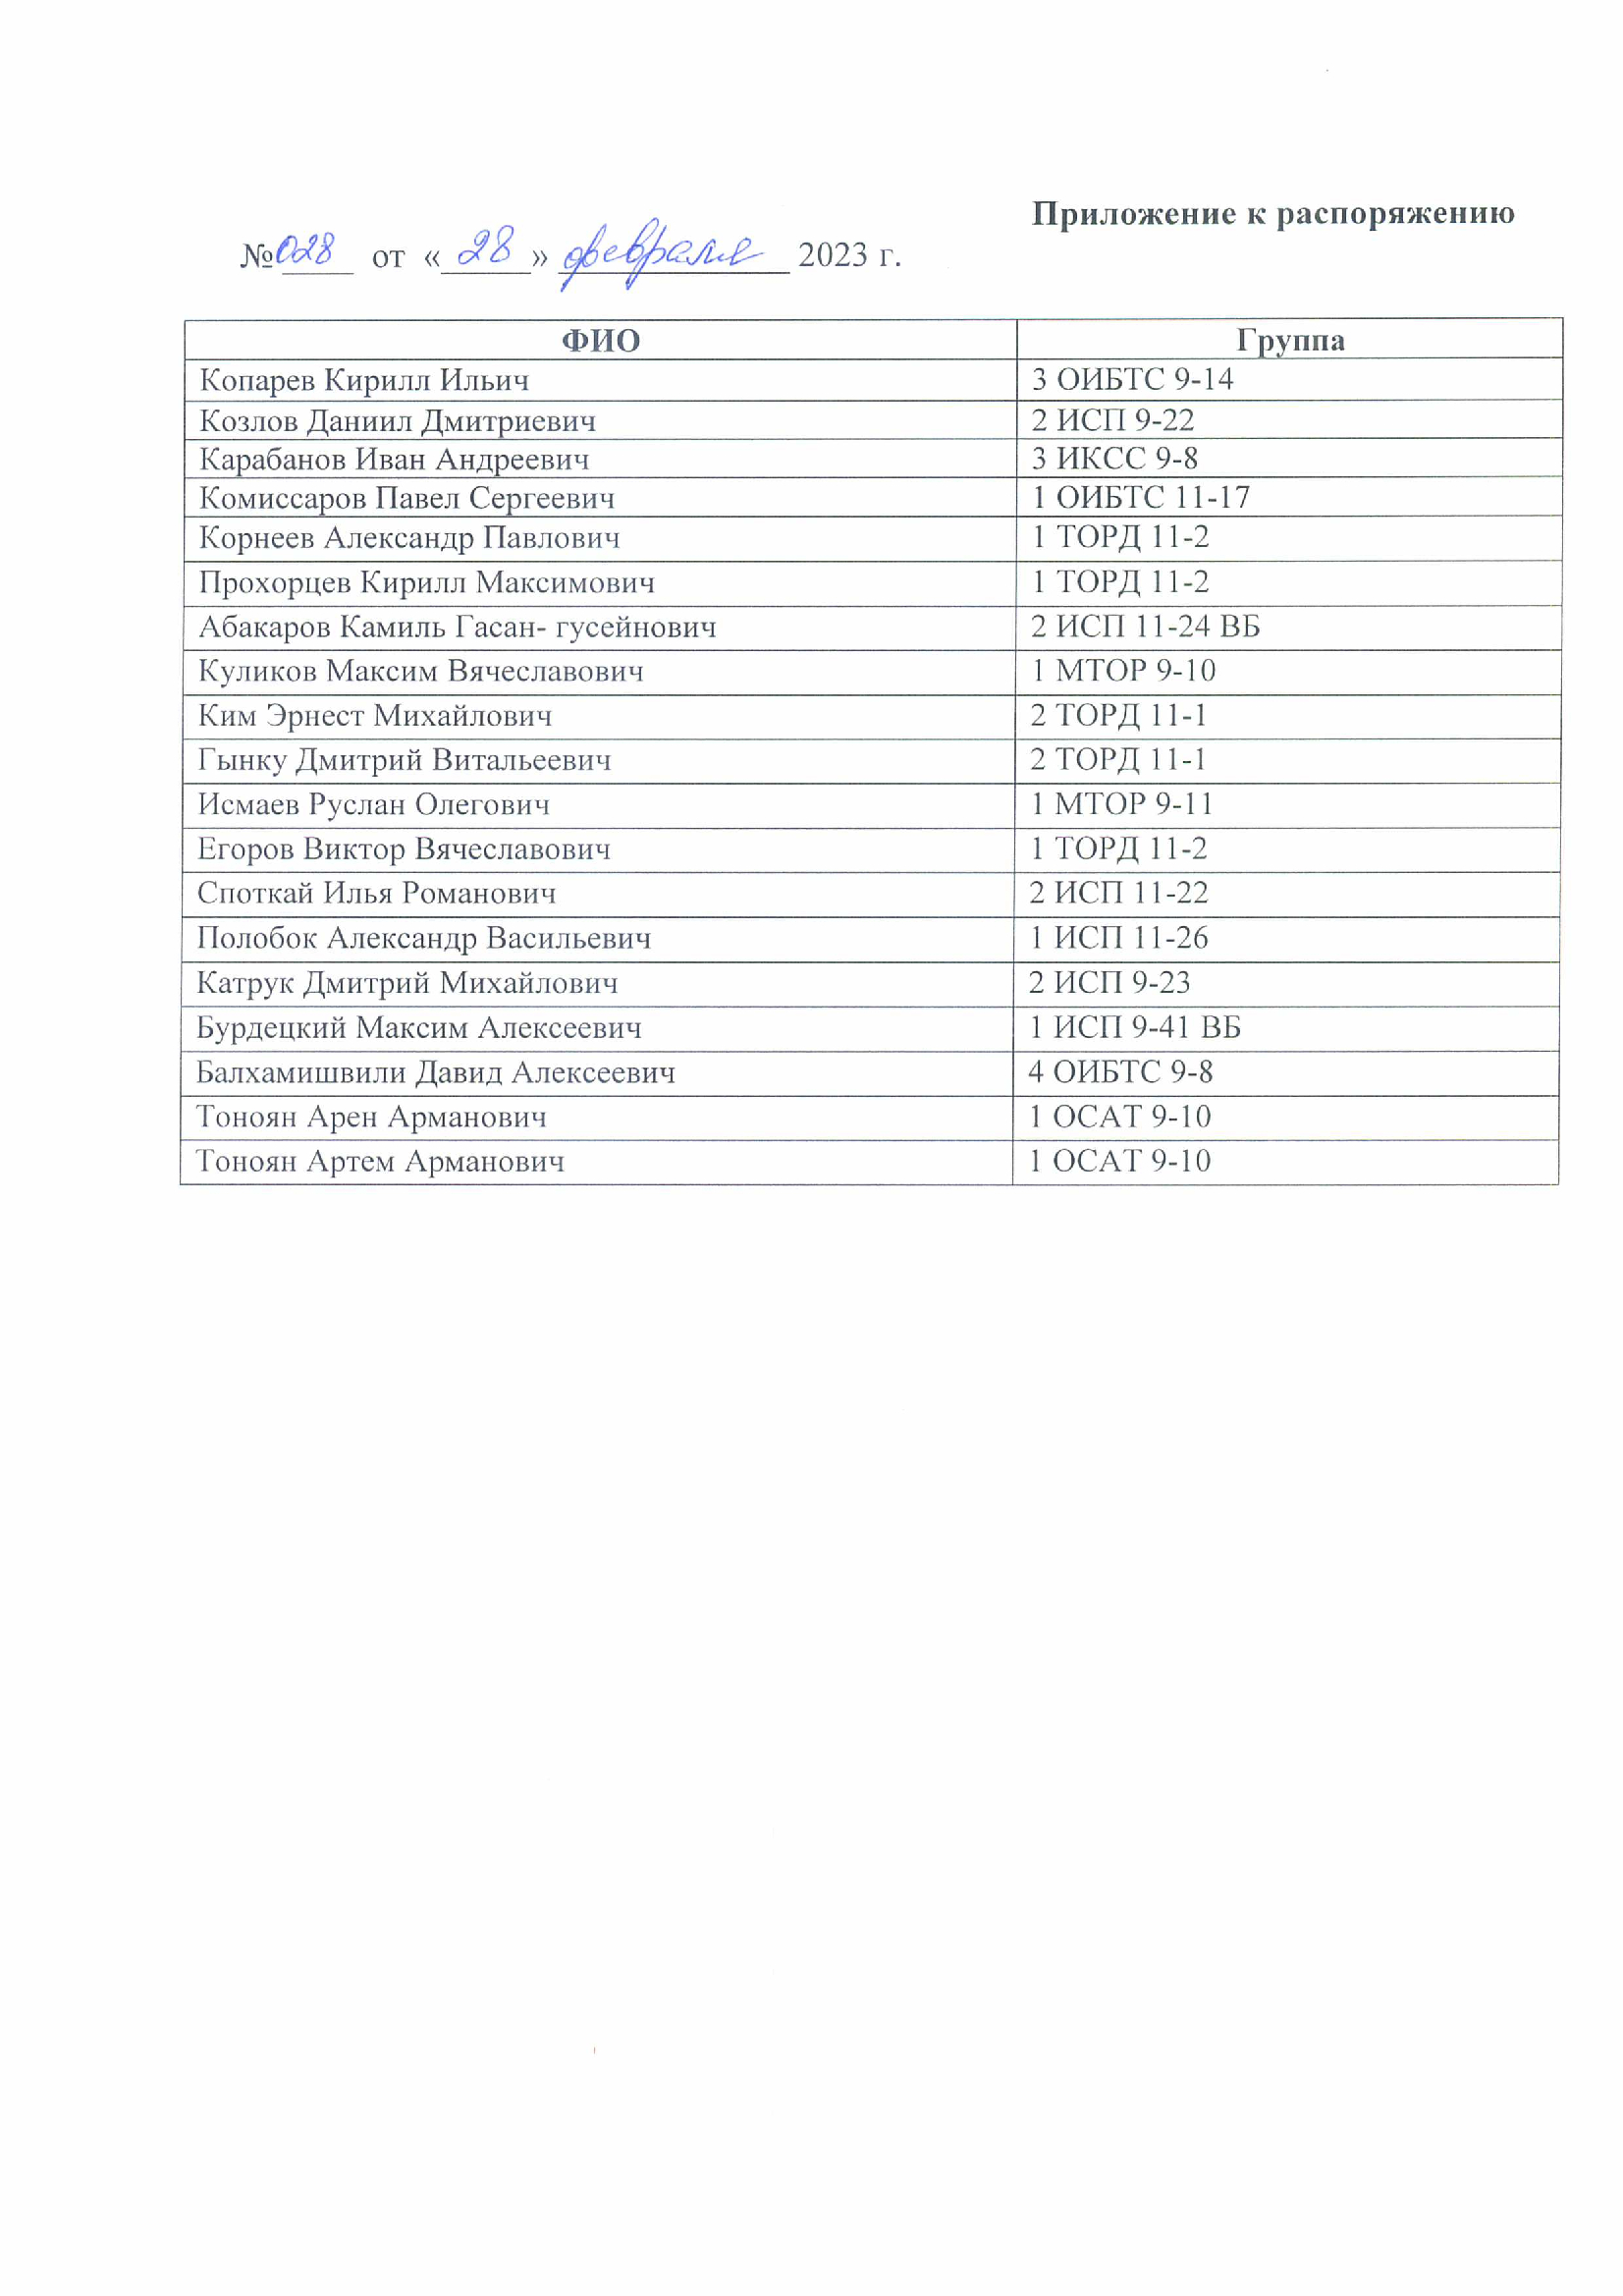 Приложение к распоряжению
№ 028 от « 28 » февраля 2023 г.
ФИО Группа
Копарев Кирилл Ильич 3 ОИБТС 9-14
Козлов Даниил Дмитриевич 2 ИСП 9-22
Карабанов Иван Андреевич 3 ИКСС 9-8
Комиссаров Павел Сергеевич 1 ОИБТС 11-17
Корнеев Александр Павлович 1 ТОРД 11-2
Прохорцев Кирилл Максимович 1 ТОРД 11-2
Абакаров Камиль Гасан- гусейнович 2 ИСП 11-24 ВБ
Куликов Максим Вячеславович 1 МТОР 9-10
Ким Эрнест Михайлович 2 ТОРД 11-1
Гынку Дмитрий Витальеевич 2 ТОРД 11-1
Исмаев Руслан Олегович 1 МТОР 9-11
Егоров Виктор Вячеславович 1 ТОРД 11-2
Споткай Илья Романович 2 ИСП 11-22
Полобок Александр Васильевич 1 ИСП 11-26
Катрук Дмитрий Михайлович 2 ИСП 9-23
Бурдецкий Максим Алексеевич 1 ИСП 9-41 ВБ
Балхамишвили Давид Алексеевич 4 ОИБТС 9-8
Тоноян Арен Арманович 1 ОСАТ 9-10
Тоноян Артем Арманович 1 ОСАТ 9-10